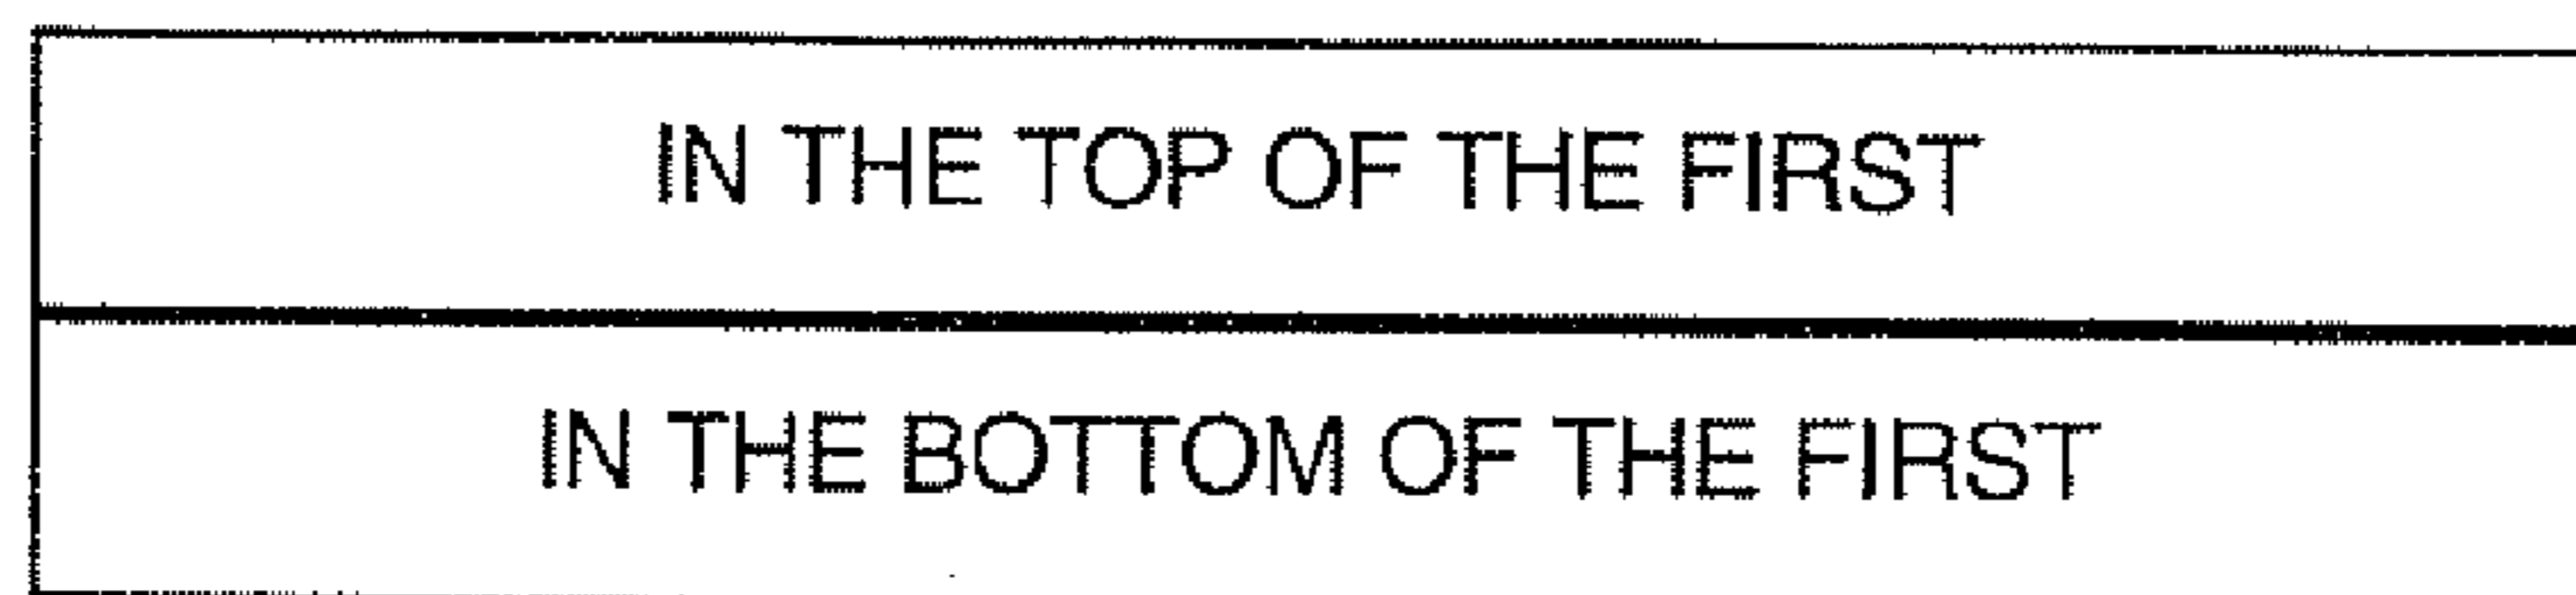 IN THE TOP OF THE FIRST
IN THE BOTTOM OF THE FIRST